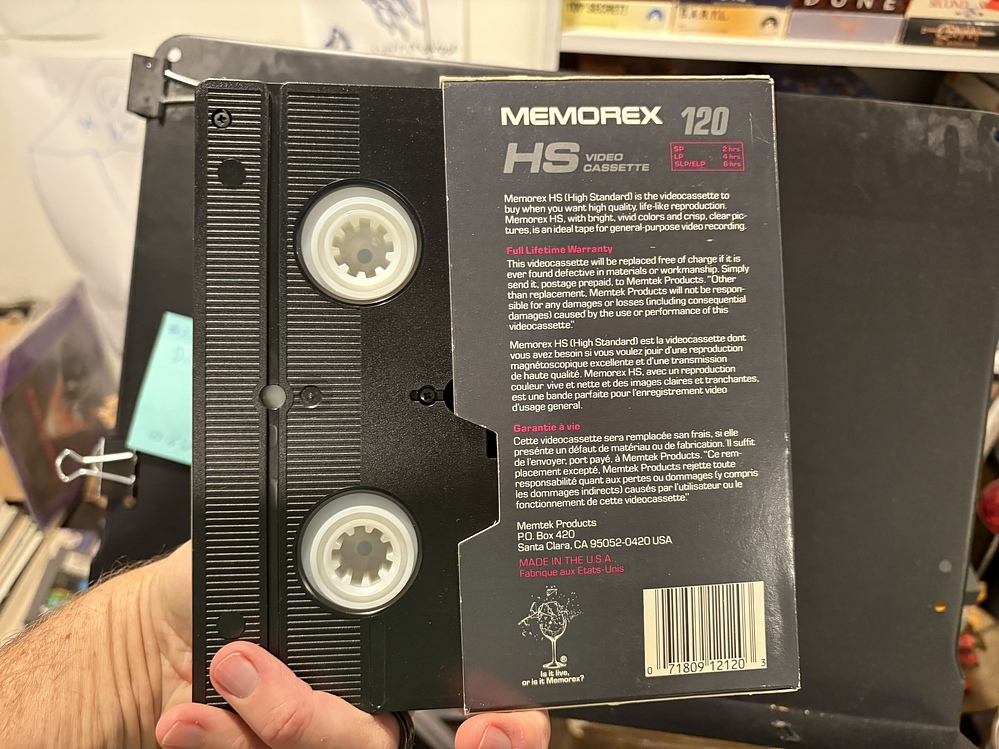 DUNE
MEMOREX 120
HS VIDEO CASSETTE
SP 2 hrs.
LP 4 hrs.
SLP/ELP 6 hrs.
Memorex HS (High Standard) is the videocassette to
buy when you want high quality, life-like reproduction.
Memorex HS, with bright, vivid colors and crisp, clear pic-
tures, is an ideal tape for general-purpose video recording.
Full Lifetime Warranty
This videocassette will be replaced free of charge if it is
ever found defective in materials or workmanship. Simply
send it, postage prepaid, to Memtek Products. "Other
than replacement, Memtek Products will not be respon-
sible for any damages or losses (including consequential
damages) caused by the use or performance of this
videocassette."
Memorex HS (High Standard) est la videocassette dont
vous avez besoin si vous voulez jouir d'une reproduction
magnétoscopique excellente et d'une transmission
de haute qualité. Memorex HS, avec un reproduction
couleur vive et nette et des images claires et tranchantes,
est une bande parfaite pour l'enregistrement video
d'usage general.
Garantie à vie
Cette videocassette sera remplacée san frais, si elle
presénte un défaut de matériau ou de fabrication. Il suffit
de l'envoyer, port payé, à Memtek Products. "Ce rem-
placement excepté, Memtek Products rejette toute
responsabilité quant aux pertes ou dommages (y compris
les dommages indirects) causés par l'utilisateur ou le
fonctionnement de cette videocassette."
Memtek Products
P.O. Box 420
Santa Clara, CA 95052-0420 USA
MADE IN THE U.S.A.
Fabrique aux Etats-Unis
®
Is it live,
or is it Memorex?
0 71809 12120 3